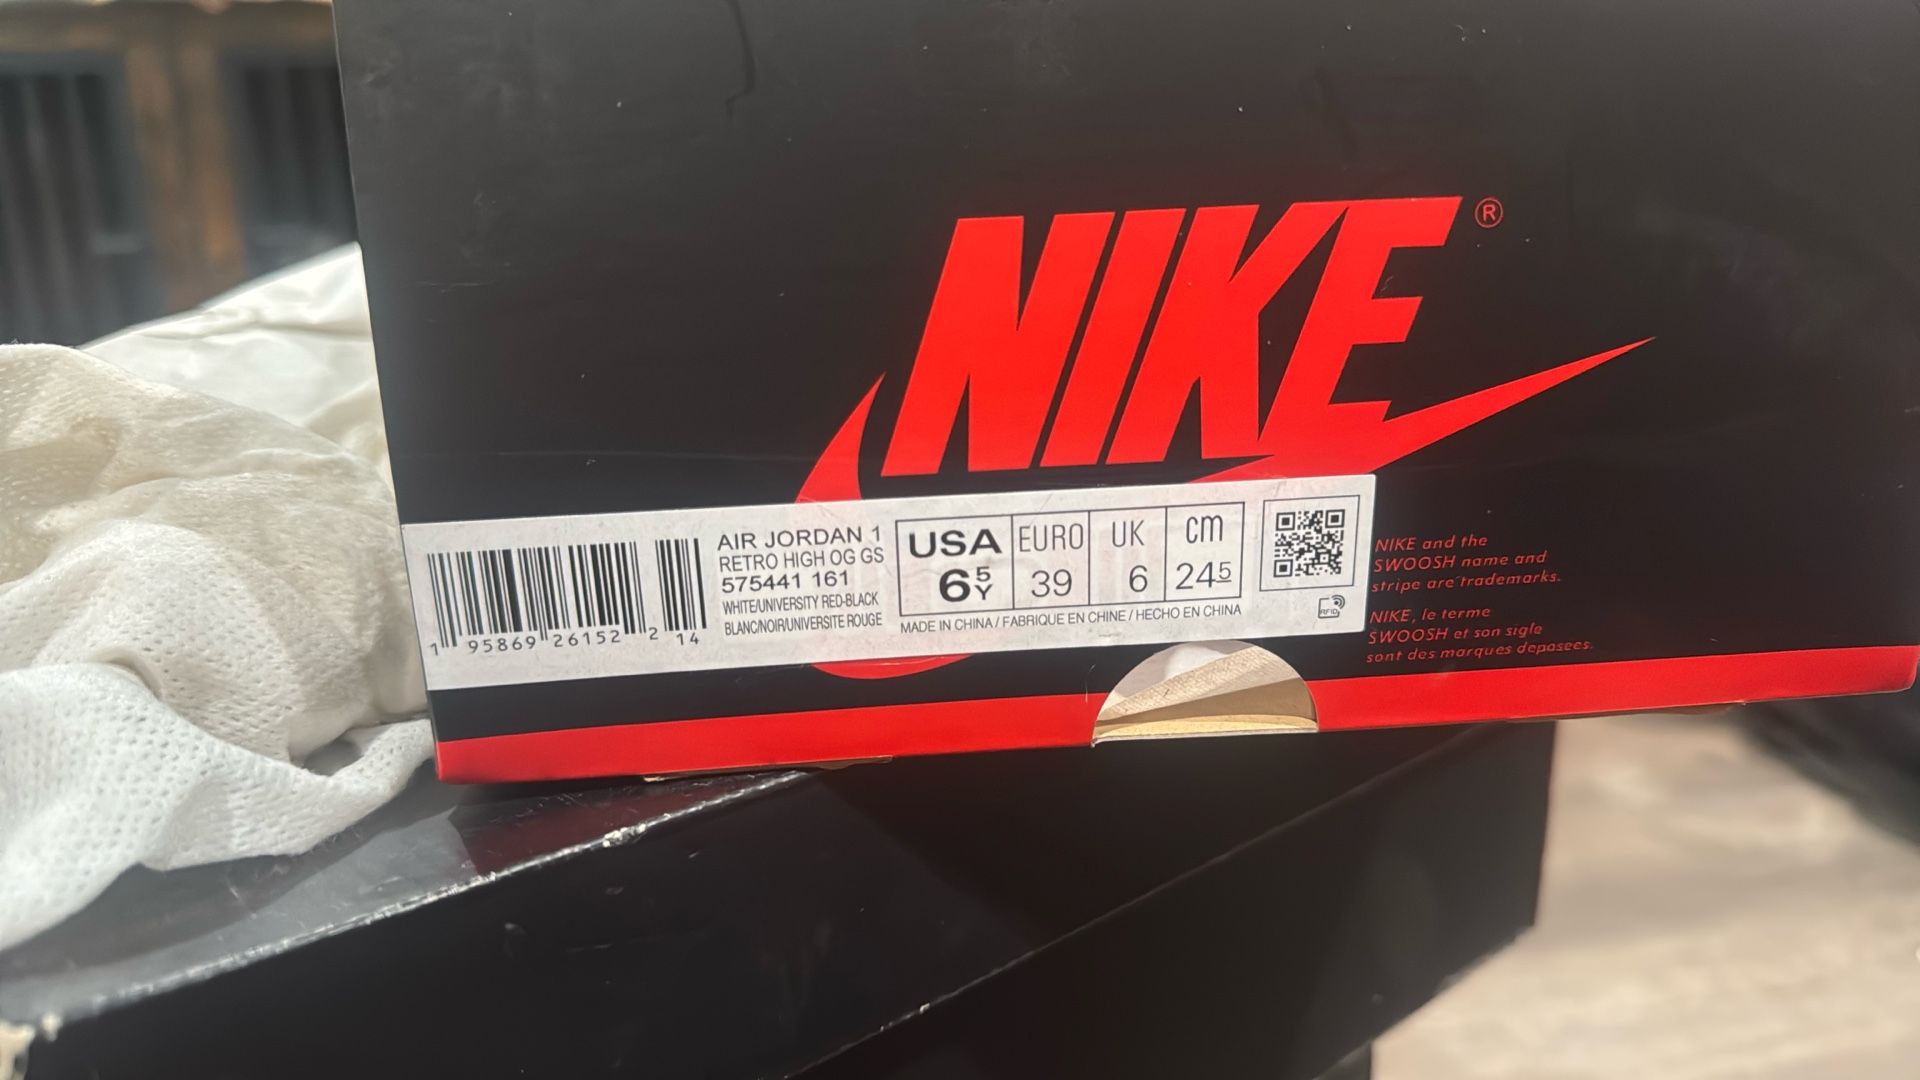 NIKE®
AIR JORDAN 1
RETRO HIGH OG GS
575441 161
WHITE/UNIVERSITY RED-BLACK
BLANC/NOIR/UNIVERSITE ROUGE
1 95869 26152 2 14
USA EURO UK cm
6 5 Y 39 6 24 5
MADE IN CHINA / FABRIQUE EN CHINE / HECHO EN CHINA
RFID
NIKE and the
SWOOSH name and
stripe are trademarks.
NIKE, le terme
SWOOSH et son sigle
sont des marques deposees.